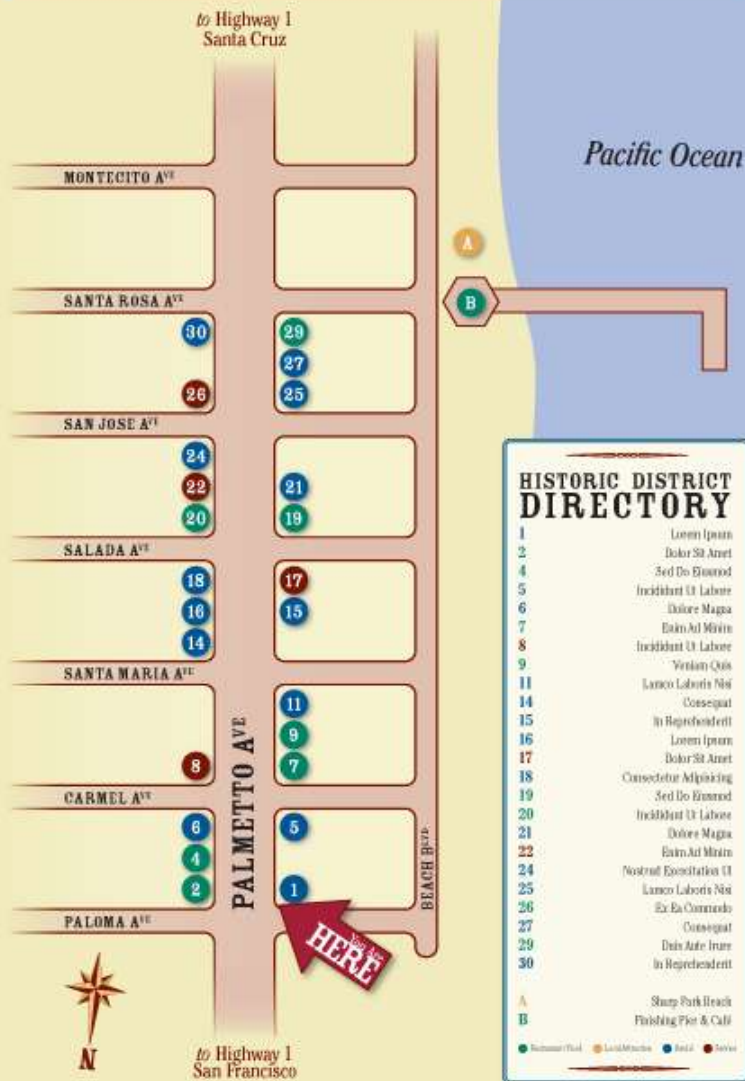 to Highway 1
Santa Cruz
Pacific Ocean
MONTECITO AVE
A
SANTA ROSA AVE
B
30
29
27
26
25
SAN JOSE AVE
24
22
21
20
19
SALADA AVE
18
17
16
15
14
SANTA MARIA AVE
11
9
8
7
CARMEL AVE
6
5
4
2
1
PALOMA AVE
PALMETTO AVE
BEACH BLVD
You Are
HERE
N
to Highway 1
San Francisco
HISTORIC DISTRICT
DIRECTORY
1 Lorem Ipsum
2 Dolor Sit Amet
4 Sed Do Eiusmod
5 Incididunt Ut Labore
6 Dolore Magna
7 Enim Ad Minim
8 Incididunt Ut Labore
9 Veniam Quis
11 Lamco Laboris Nisi
14 Consequat
15 In Reprehenderit
16 Lorem Ipsum
17 Dolor Sit Amet
18 Consectetur Adipisicing
19 Sed Do Eiusmod
20 Incididunt Ut Labore
21 Dolore Magna
22 Enim Ad Minim
24 Nostrud Exercitation Ul
25 Lamco Laboris Nisi
26 Ex Ea Commodo
27 Consequat
29 Duis Aute Irure
30 In Reprehenderit
A Sharp Park Beach
B Finishing Pier & Café